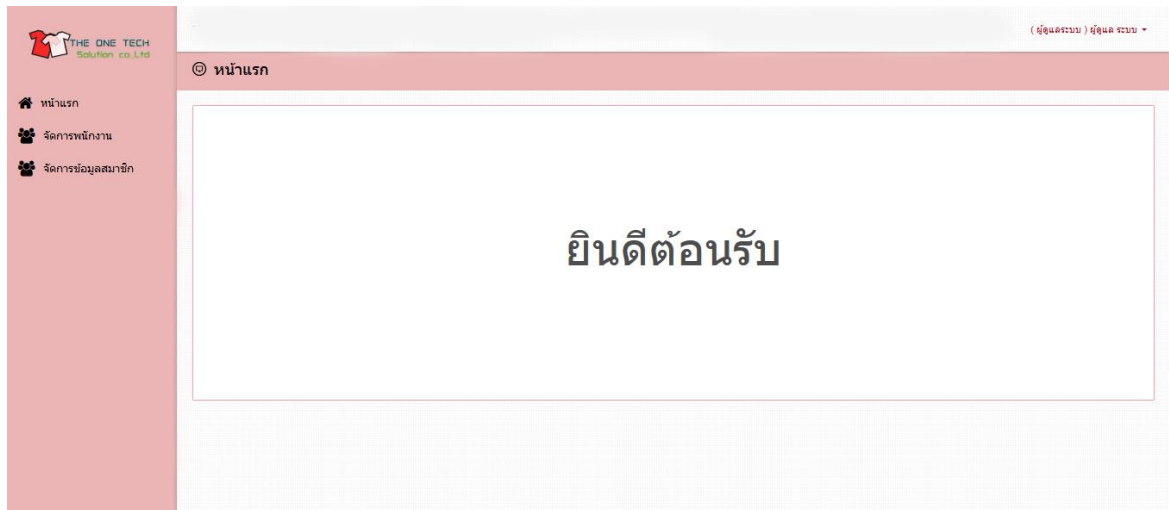 THE ONE TECH
Solution co.,Ltd
( ผู้ดูแลระบบ ) ผู้ดูแล ระบบ
หน้าแรก
หน้าแรก
จัดการพนักงาน
จัดการข้อมูลสมาชิก
ยินดีต้อนรับ